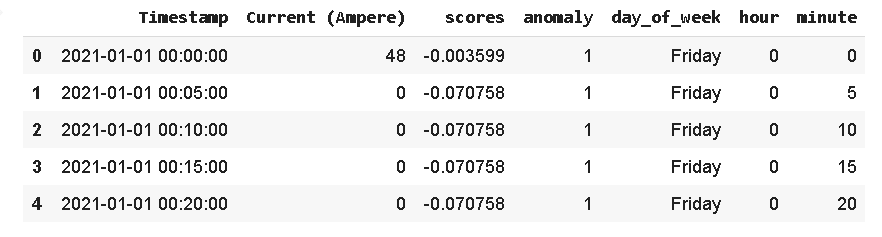 Timestamp Current (Ampere) scores anomaly day_of_week hour minute
0 2021-01-01 00:00:00 48 -0.003599 1 Friday 0 0
1 2021-01-01 00:05:00 0 -0.070758 1 Friday 0 5
2 2021-01-01 00:10:00 0 -0.070758 1 Friday 0 10
3 2021-01-01 00:15:00 0 -0.070758 1 Friday 0 15
4 2021-01-01 00:20:00 0 -0.070758 1 Friday 0 20